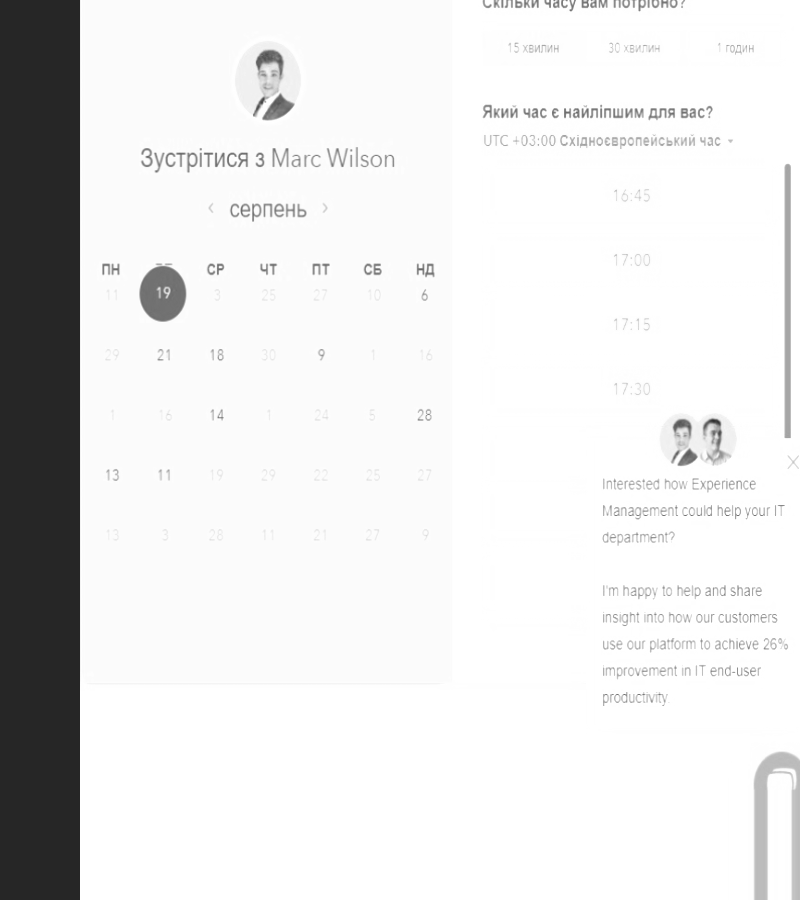 Зустрітися з Marc Wilson
‹ серпень ›
ПН СР ЧТ ПТ СБ НД
11 19 3 25 27 10 6
29 21 18 30 9 1 16
1 16 14 1 24 5 28
13 11 19 29 22 25 27
13 3 28 11 21 27 9
Скільки часу вам потрібно?
15 хвилин 30 хвилин 1 годин
Який час є найліпшим для вас?
UTC +03:00 Східноєвропейський час
16:45
17:00
17:15
17:30
X
Interested how Experience
Management could help your IT
department?
I'm happy to help and share
insight into how our customers
use our platform to achieve 26%
improvement in IT end-user
productivity